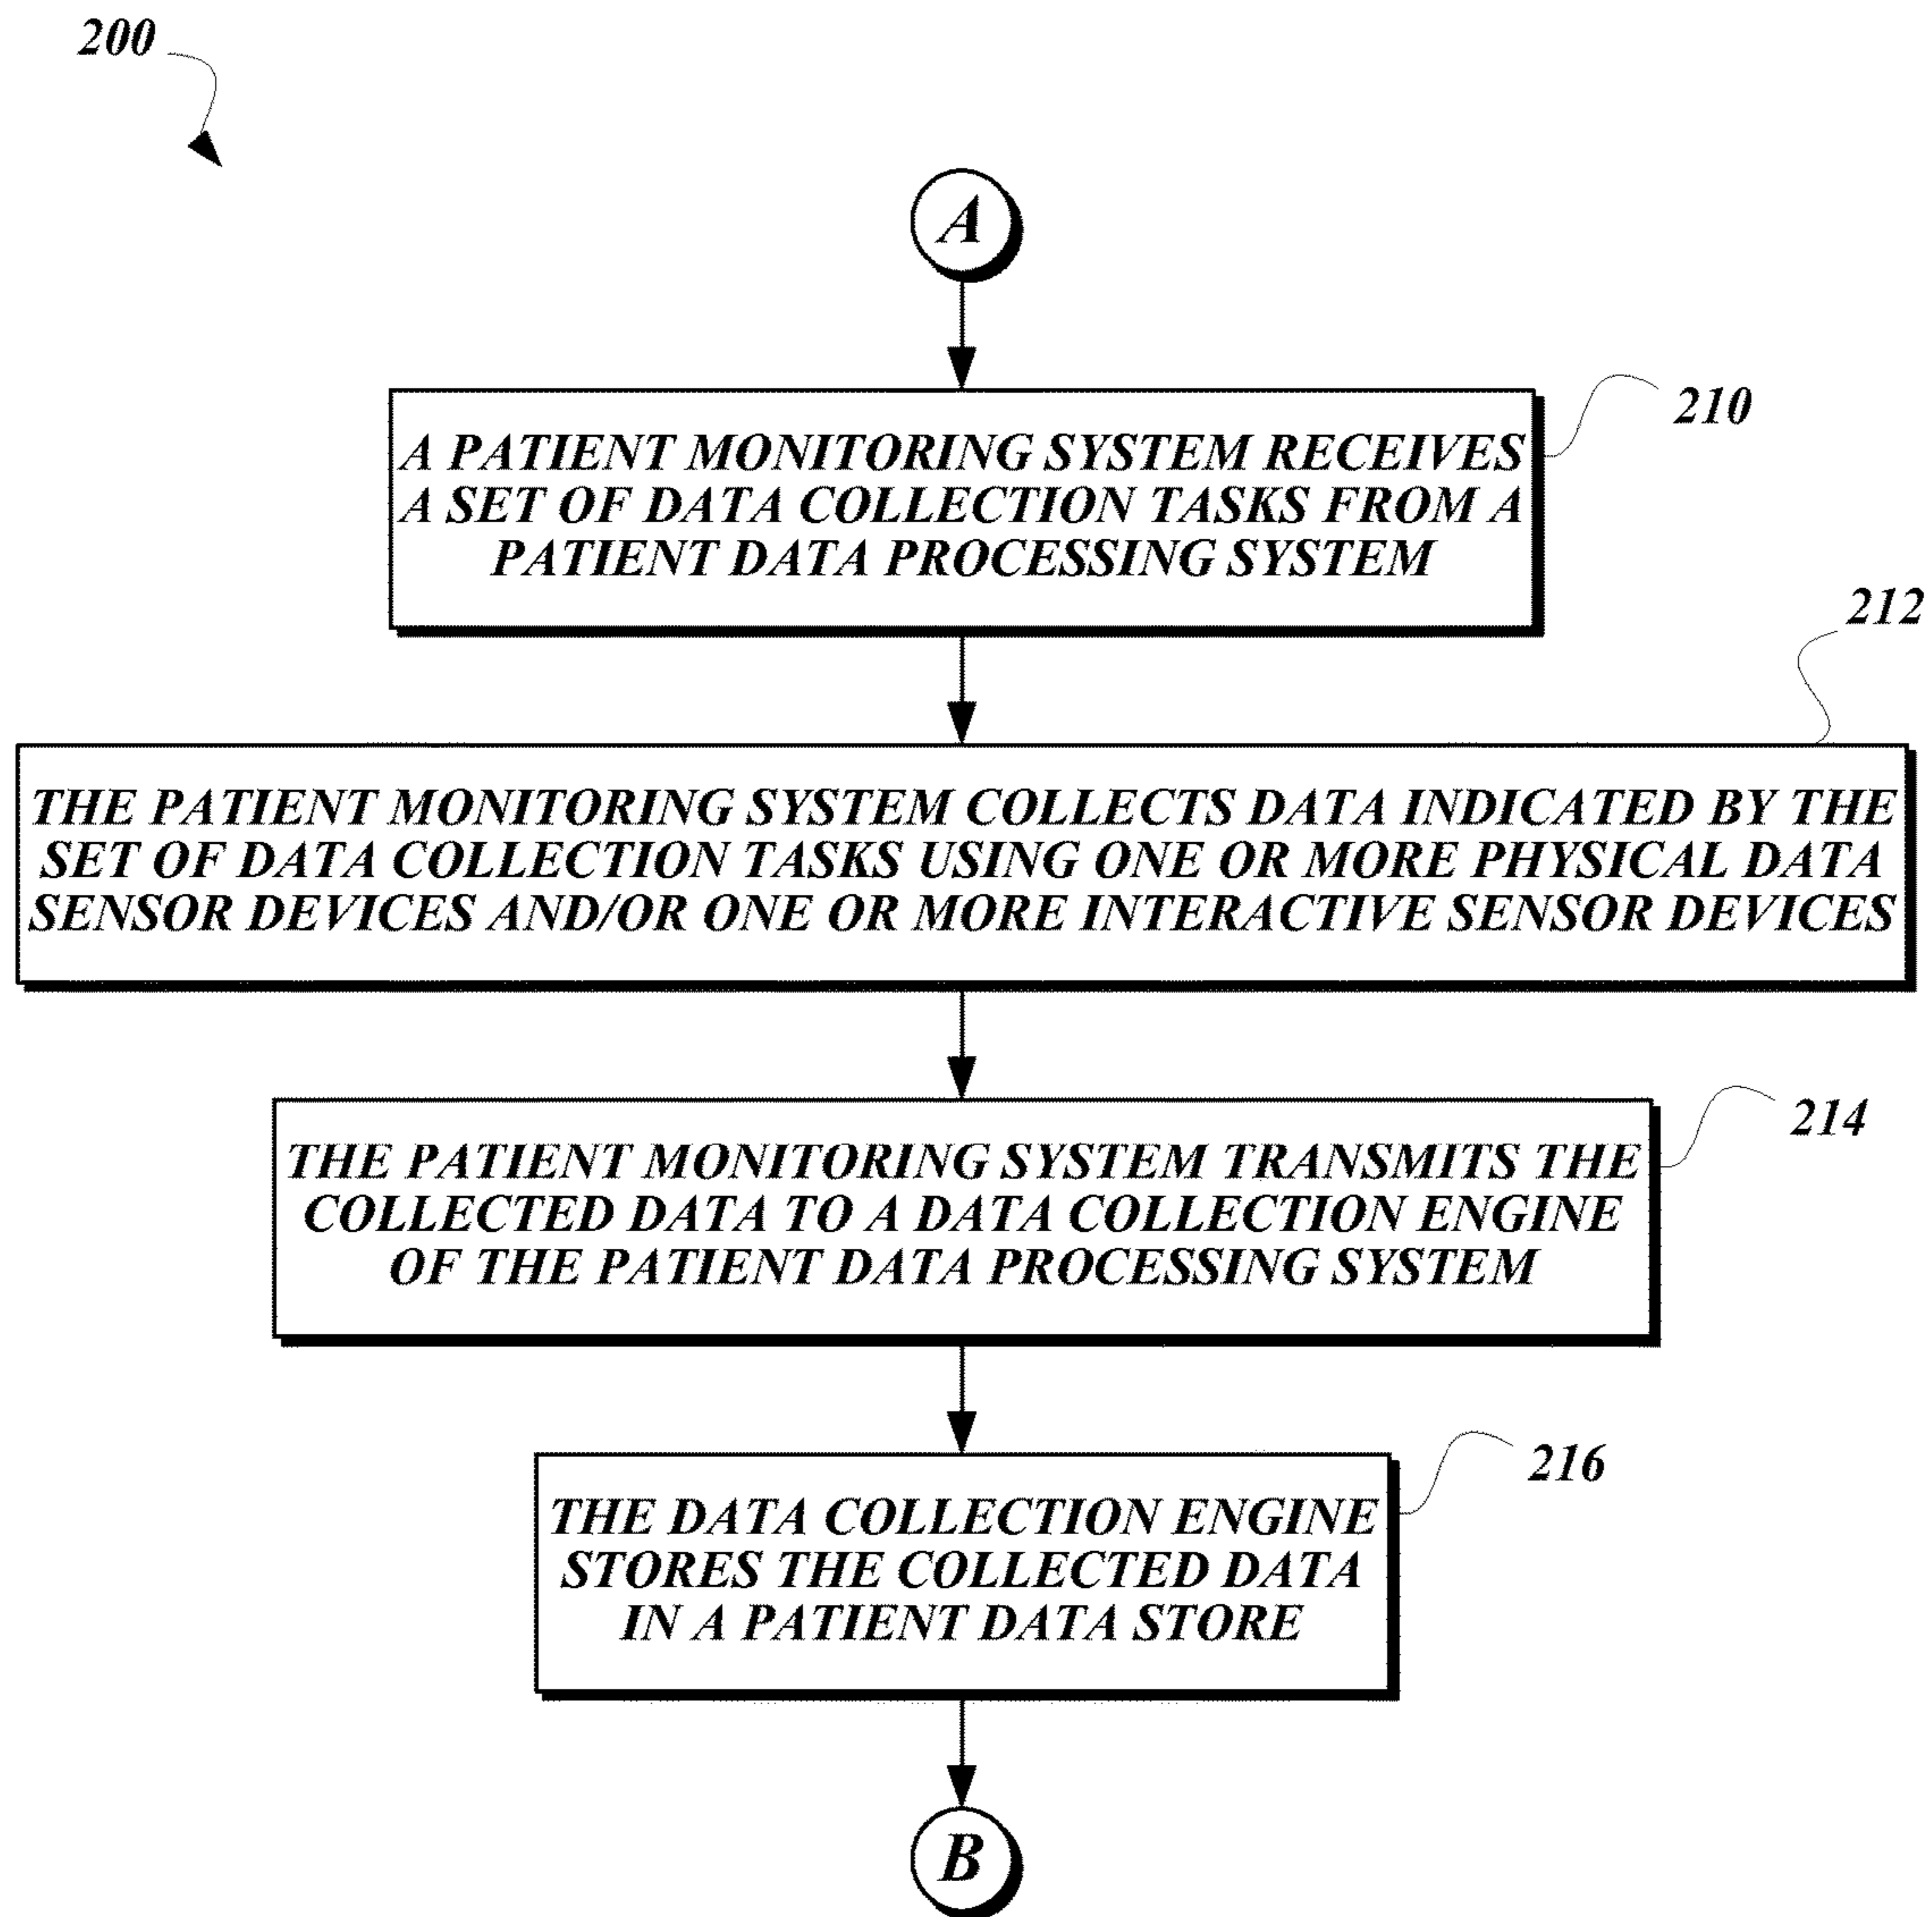 200
A
210
A PATIENT MONITORING SYSTEM RECEIVES
A SET OF DATA COLLECTION TASKS FROM A
PATIENT DATA PROCESSING SYSTEM
212
THE PATIENT MONITORING SYSTEM COLLECTS DATA INDICATED BY THE
SET OF DATA COLLECTION TASKS USING ONE OR MORE PHYSICAL DATA
SENSOR DEVICES AND/OR ONE OR MORE INTERACTIVE SENSOR DEVICES
214
THE PATIENT MONITORING SYSTEM TRANSMITS THE
COLLECTED DATA TO A DATA COLLECTION ENGINE
OF THE PATIENT DATA PROCESSING SYSTEM
216
THE DATA COLLECTION ENGINE
STORES THE COLLECTED DATA
IN A PATIENT DATA STORE
B